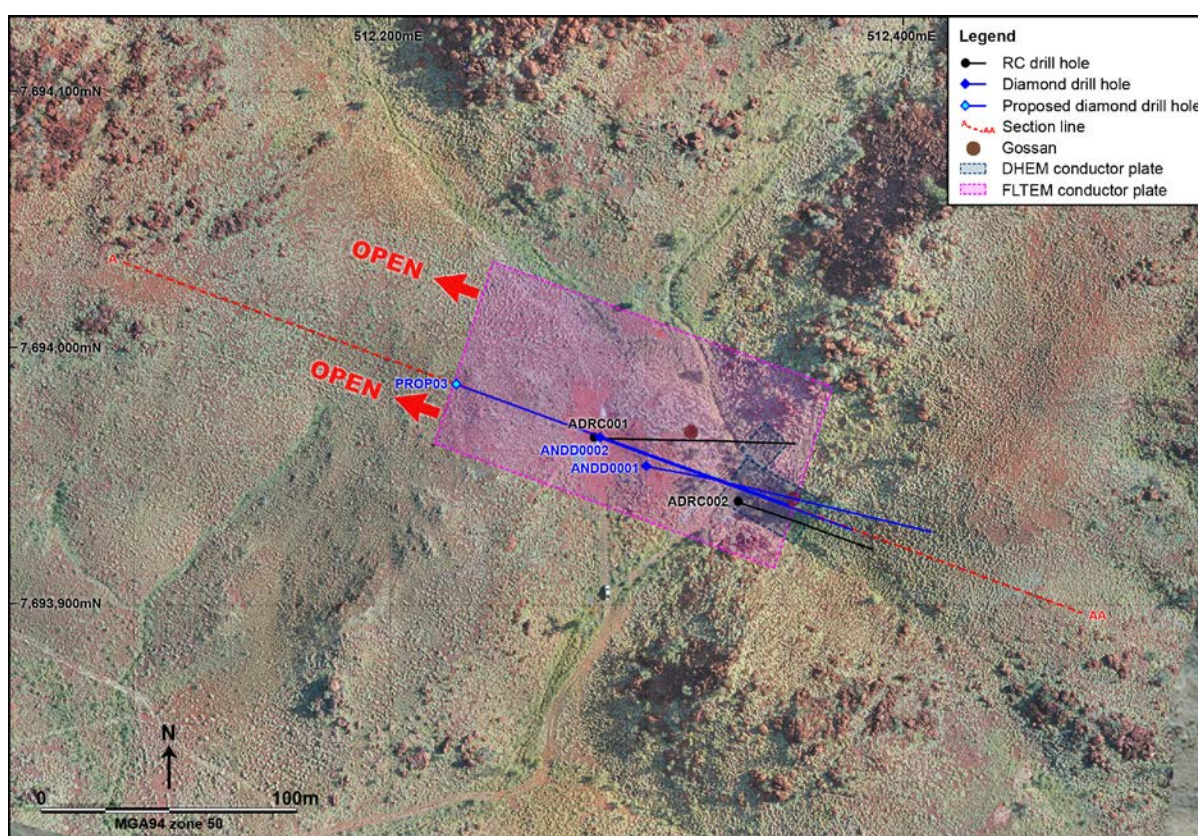 512,200mE
512,400mE
7,694,100mN
Legend
RC drill hole
Diamond drill hole
Proposed diamond drill hole
A AA Section line
Gossan
DHEM conductor plate
FLTEM conductor plate
A
OPEN
7,694,000mN
OPEN
PROP03
ADRC001
ANDD0002
ANDD0001
ADRC002
7,693,900mN
AA
N
0 100m
MGA94 zone 50